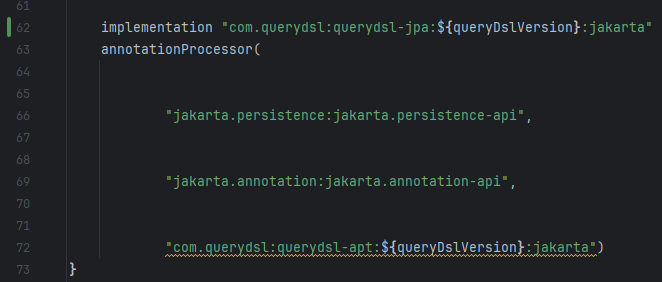 61
62 implementation "com.querydsl:querydsl-jpa:${queryDslVersion}:jakarta"
63 annotationProcessor(
64
65
66 "jakarta.persistence:jakarta.persistence-api",
67
68
69 "jakarta.annotation:jakarta.annotation-api",
70
71
72 "com.querydsl:querydsl-apt:${queryDslVersion}:jakarta")
73 }